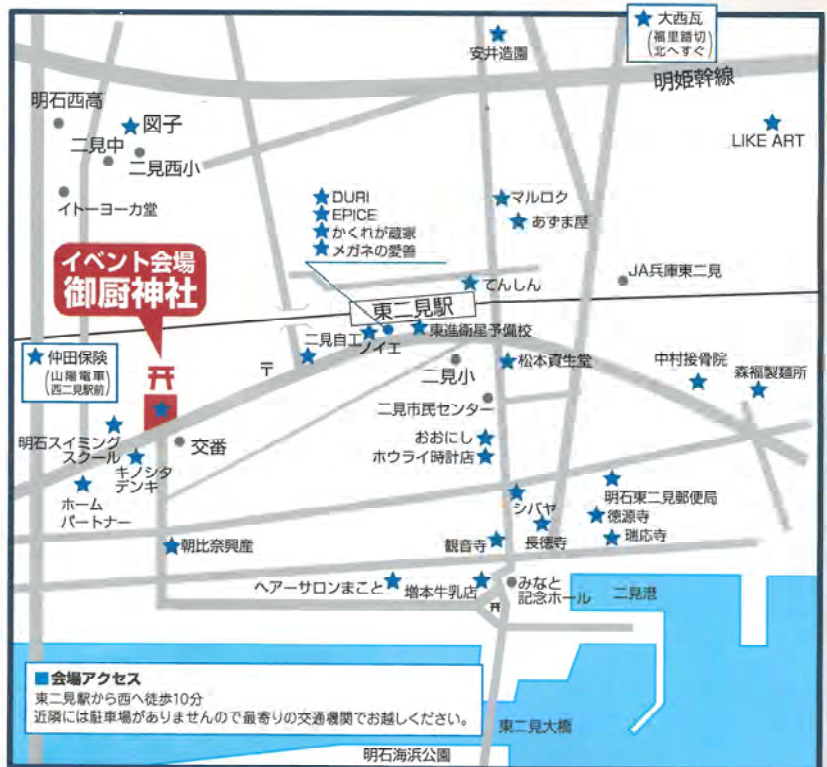 大西瓦
(福里踏切
北へすぐ)
安井造園
明姫幹線
明石西高
図子
二見中
二見西小
イトーヨーカ堂
LIKE ART
DURI
EPICE
かくれが蔵家
メガネの愛善
マルロク
あずま屋
イベント会場
御厨神社
JA兵庫東二見
てんしん
東二見駅
二見自工
ノイエ
東進衛星予備校
仲田保険
(山陽電車
西二見駅前)
〒
二見小
松本資生堂
中村接骨院
森福製麺所
二見市民センター
明石スイミング
スクール
交番
キノシタ
デンキ
おおにし
ホウライ時計店
ホーム
パートナー
シバヤ
明石東二見郵便局
徳源寺
長徳寺
瑞応寺
観音寺
朝比奈興産
ヘアーサロンまこと
増本牛乳店
みなと
記念ホール
二見港
■会場アクセス
東二見駅から西へ徒歩10分
近隣には駐車場がありませんので最寄りの交通機関でお越しください。
東二見大橋
明石海浜公園